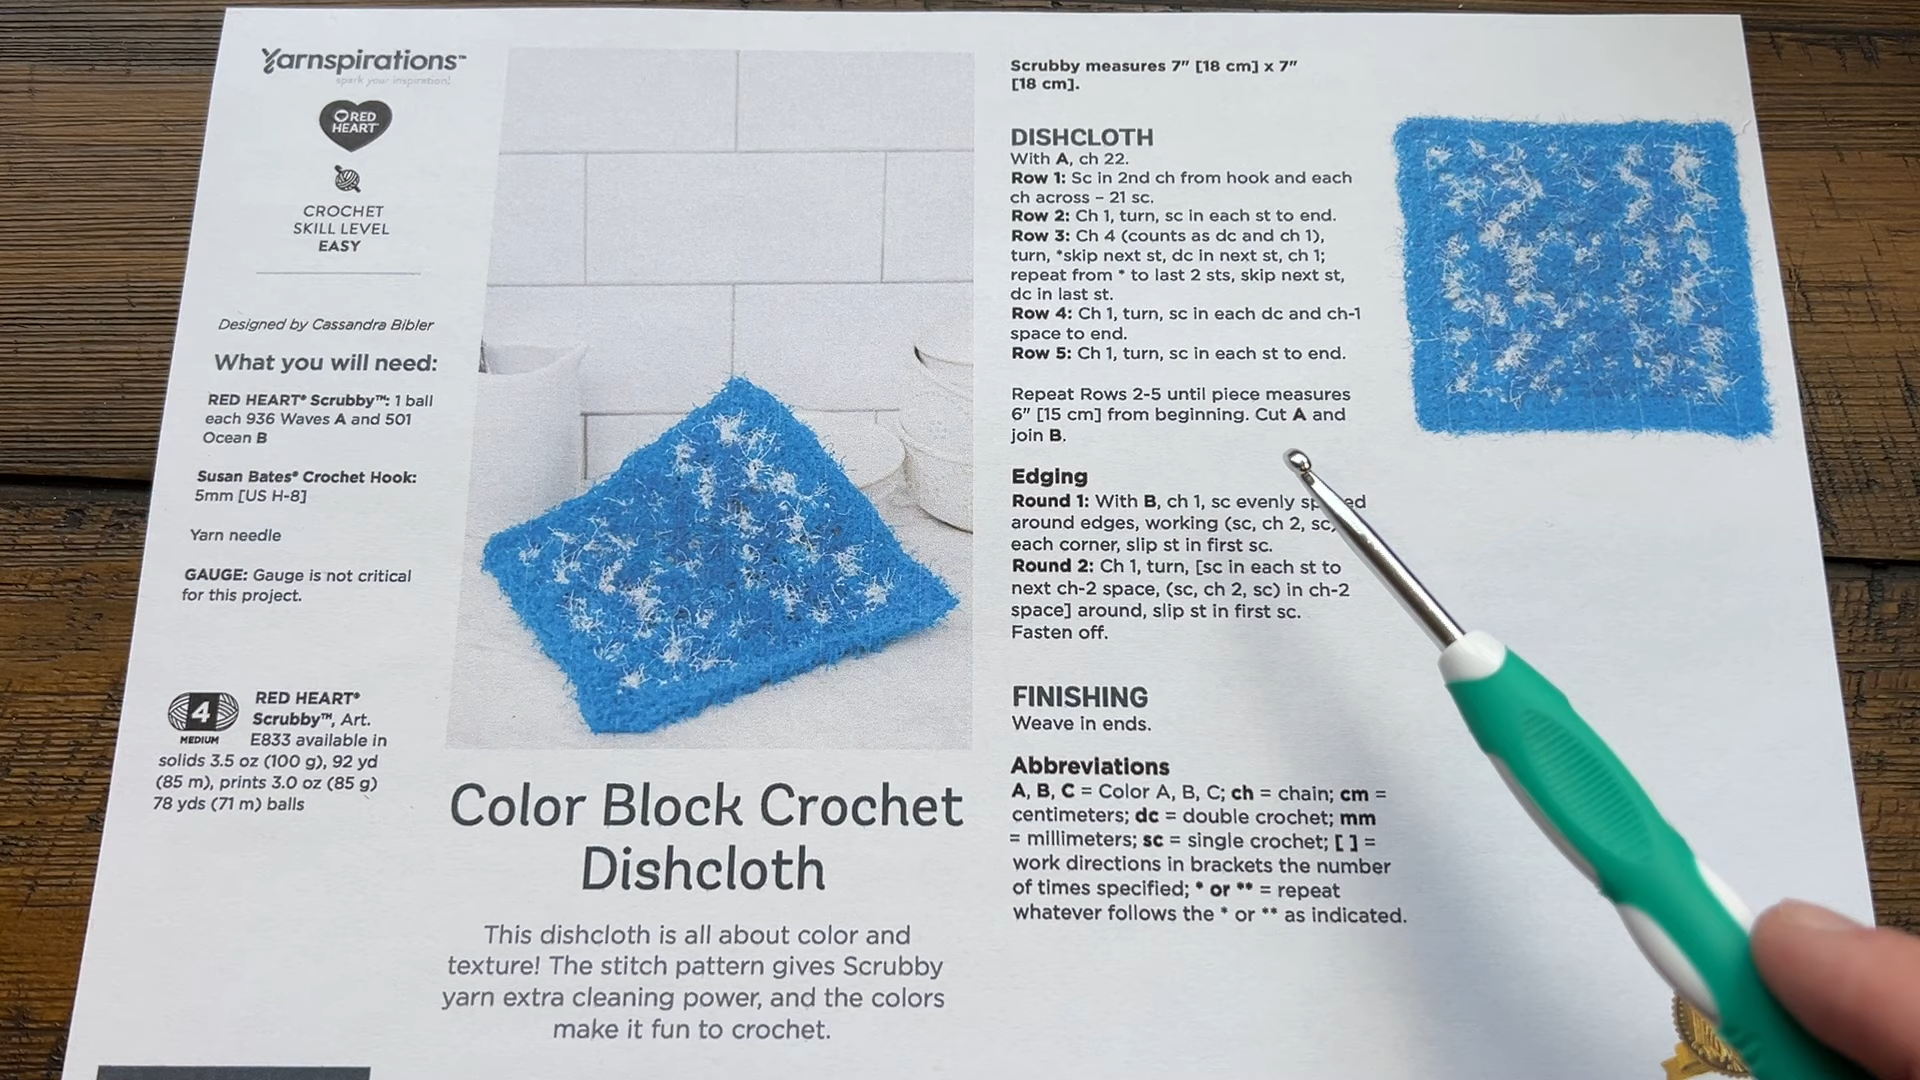 Yarnspirations™
spark your inspiration!
RED
HEART
CROCHET
SKILL LEVEL
EASY
Designed by Cassandra Bibler
What you will need:
RED HEART® Scrubby™: 1 ball
each 936 Waves A and 501
Ocean B
Susan Bates® Crochet Hook:
5mm [US H-8]
Yarn needle
GAUGE: Gauge is not critical
for this project.
4
MEDIUM
RED HEART®
Scrubby™, Art.
E833 available in
solids 3.5 oz (100 g), 92 yd
(85 m), prints 3.0 oz (85 g)
78 yds (71 m) balls
Color Block Crochet
Dishcloth
This dishcloth is all about color and
texture! The stitch pattern gives Scrubby
yarn extra cleaning power, and the colors
make it fun to crochet.
Scrubby measures 7" [18 cm] x 7"
[18 cm].
DISHCLOTH
With A, ch 22.
Row 1: Sc in 2nd ch from hook and each
ch across – 21 sc.
Row 2: Ch 1, turn, sc in each st to end.
Row 3: Ch 4 (counts as dc and ch 1),
turn, *skip next st, dc in next st, ch 1;
repeat from * to last 2 sts, skip next st,
dc in last st.
Row 4: Ch 1, turn, sc in each dc and ch-1
space to end.
Row 5: Ch 1, turn, sc in each st to end.
Repeat Rows 2-5 until piece measures
6" [15 cm] from beginning. Cut A and
join B.
Edging
Round 1: With B, ch 1, sc evenly
around edges, working (sc, ch 2, sc)
each corner, slip st in first sc.
Round 2: Ch 1, turn, [sc in each st to
next ch-2 space, (sc, ch 2, sc) in ch-2
space] around, slip st in first sc.
Fasten off.
FINISHING
Weave in ends.
Abbreviations
A, B, C = Color A, B, C; ch = chain; cm =
centimeters; dc = double crochet; mm
= millimeters; sc = single crochet; [ ] =
work directions in brackets the number
of times specified; * or ** = repeat
whatever follows the * or ** as indicated.